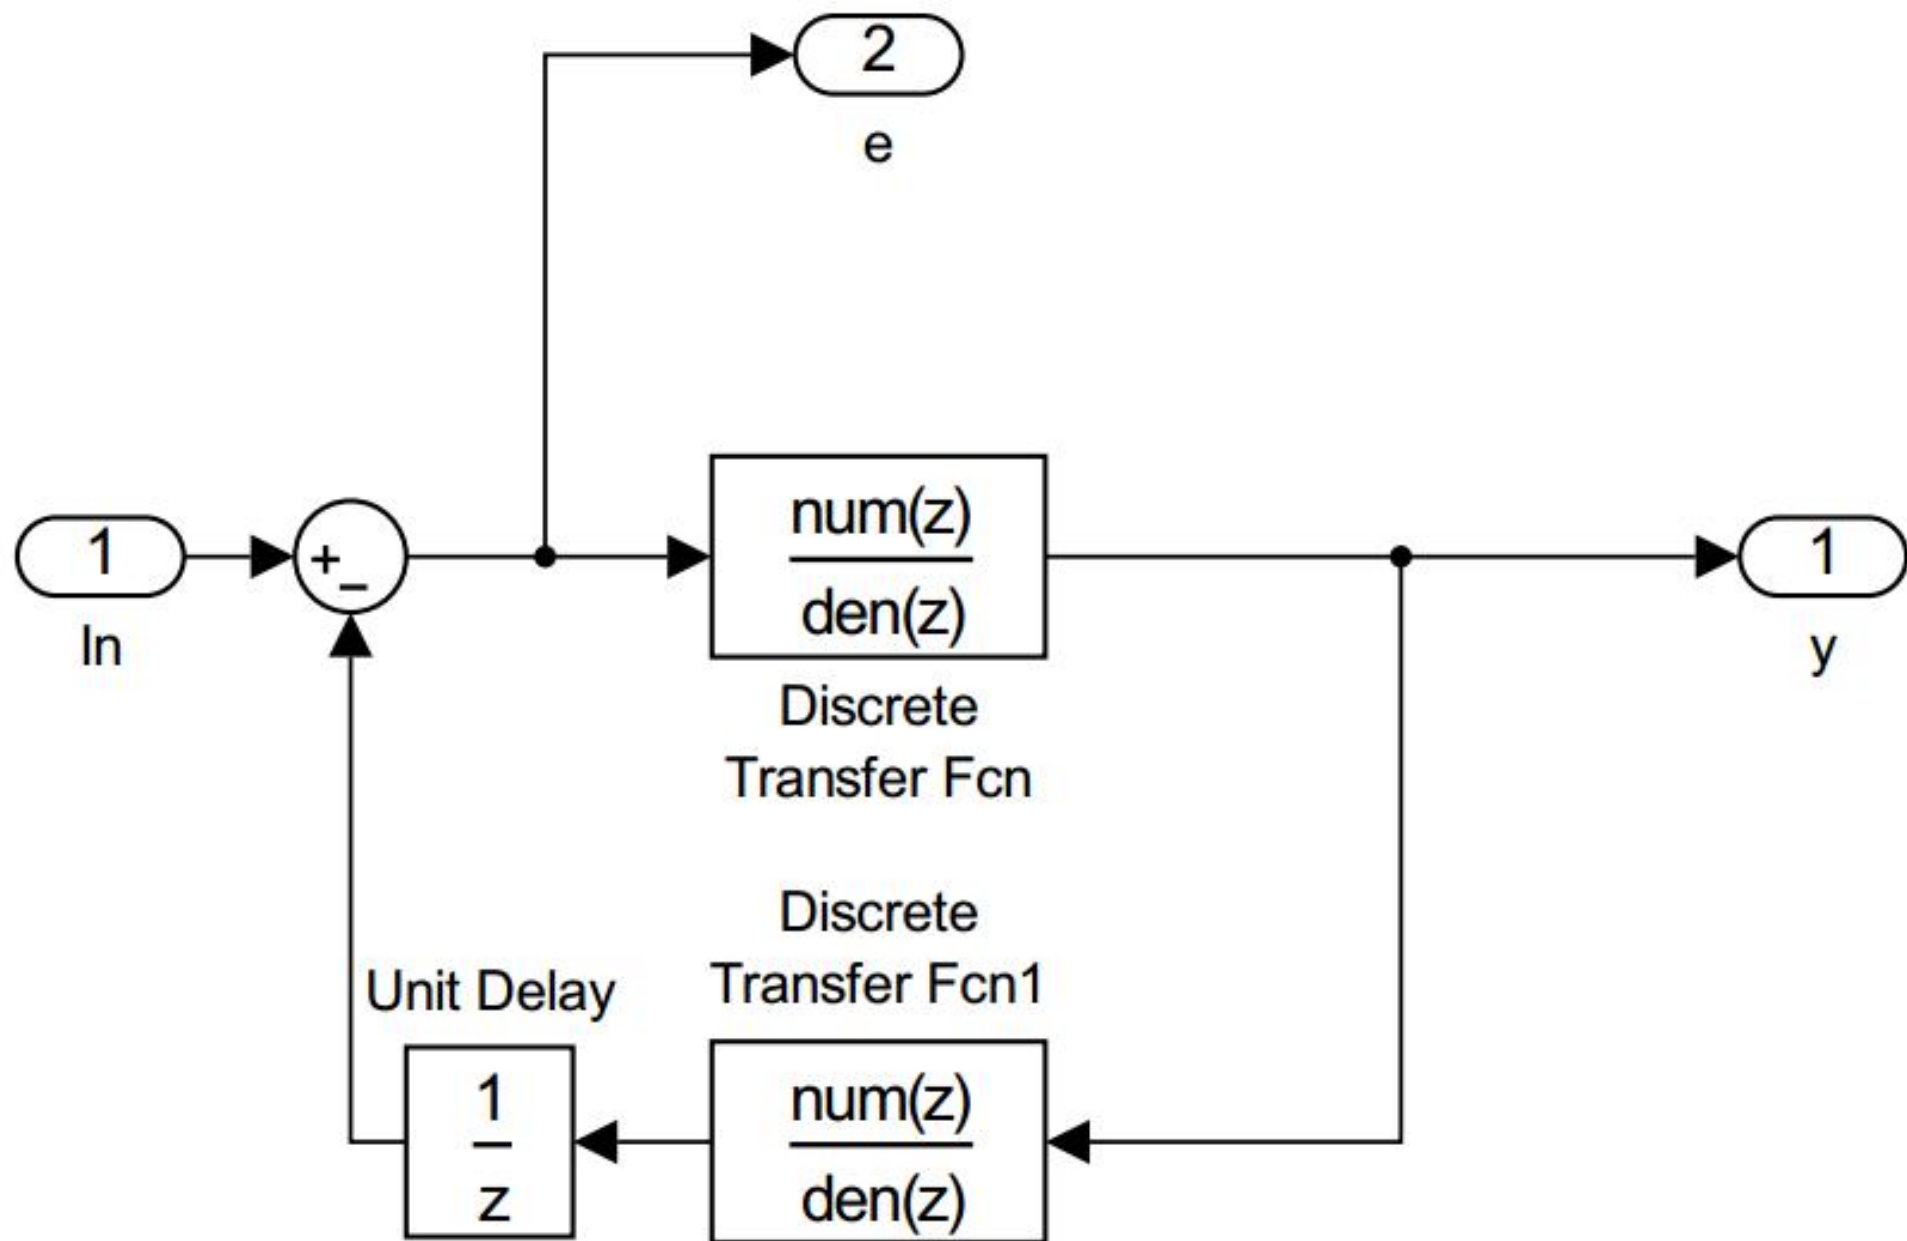 2
e
1
In
+
−
num(z)
den(z)
Discrete
Transfer Fcn
1
y
Discrete
Transfer Fcn1
Unit Delay
1
z
num(z)
den(z)